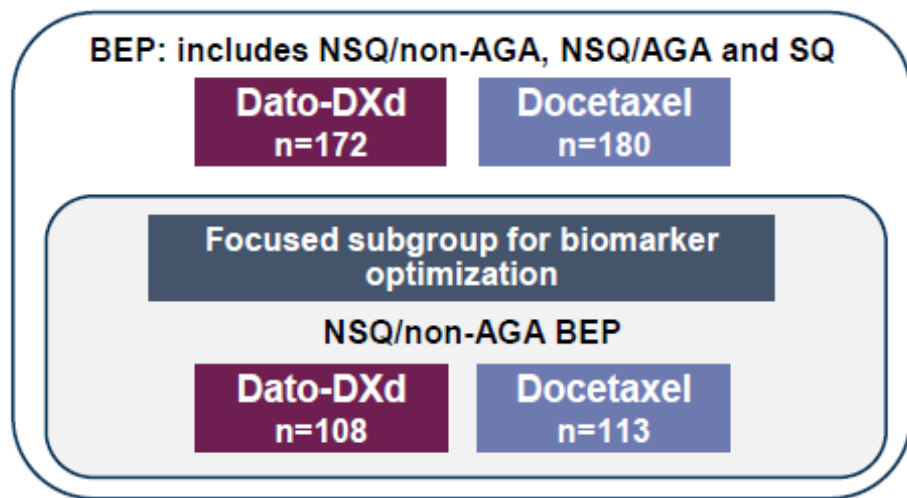 BEP: includes NSQ/non-AGA, NSQ/AGA and SQ
Dato-DXd Docetaxel
n=172 n=180
Focused subgroup for biomarker
optimization
NSQ/non-AGA BEP
Dato-DXd Docetaxel
n=108 n=113